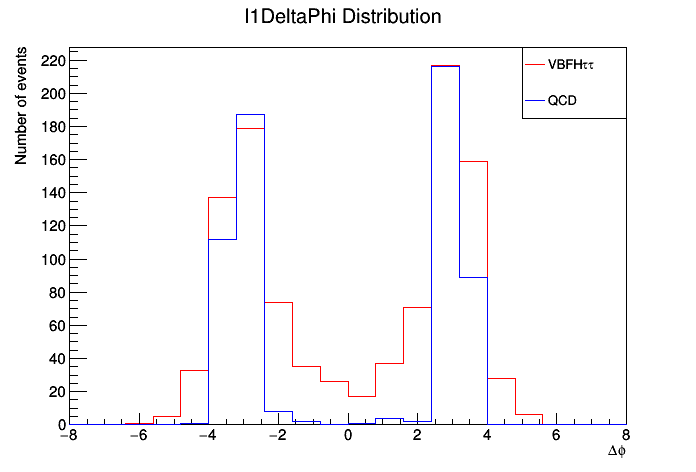 l1DeltaPhi Distribution
Number of events
VBFHττ
QCD
220
200
180
160
140
120
100
80
60
40
20
0
−8 −6 −4 −2 0 2 4 6 8
Δϕ